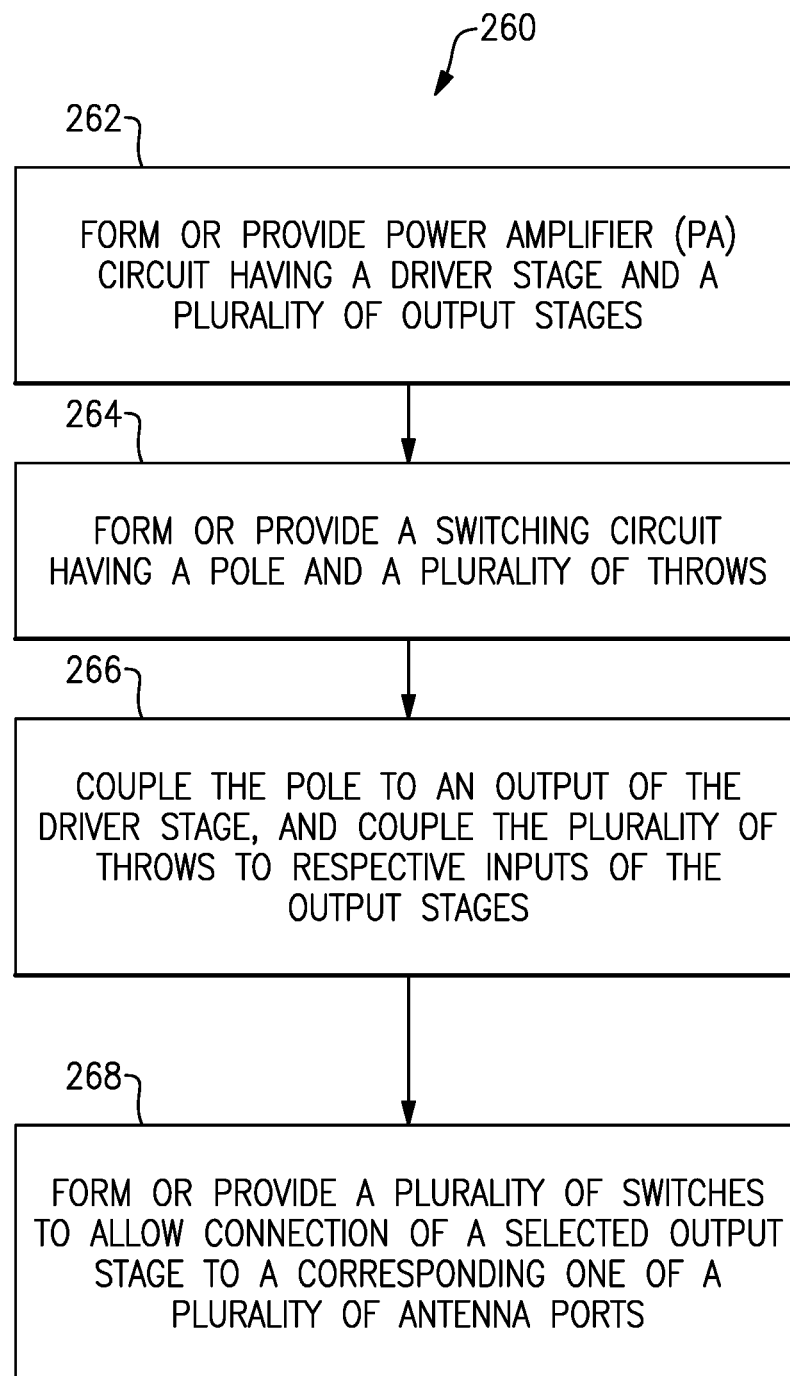 260
262
FORM OR PROVIDE POWER AMPLIFIER (PA)
CIRCUIT HAVING A DRIVER STAGE AND A
PLURALITY OF OUTPUT STAGES
264
FORM OR PROVIDE A SWITCHING CIRCUIT
HAVING A POLE AND A PLURALITY OF THROWS
266
COUPLE THE POLE TO AN OUTPUT OF THE
DRIVER STAGE, AND COUPLE THE PLURALITY OF
THROWS TO RESPECTIVE INPUTS OF THE
OUTPUT STAGES
268
FORM OR PROVIDE A PLURALITY OF SWITCHES
TO ALLOW CONNECTION OF A SELECTED OUTPUT
STAGE TO A CORRESPONDING ONE OF A
PLURALITY OF ANTENNA PORTS